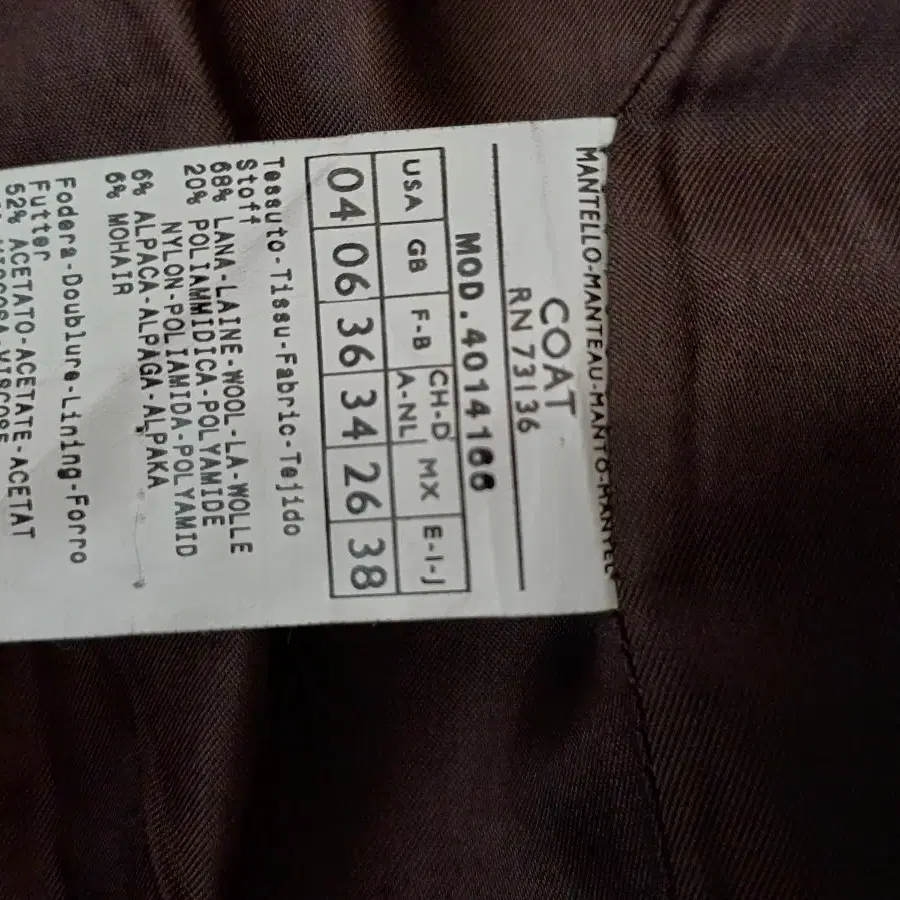 MANTELLO-MANTEAU-MANTO-MANTEL
COAT
RN 73136
MOD.4014166
USA GB F-B CH-D A-NL MX E-I-J
04 06 36 34 26 38
Tessuto-Tissu-Fabric-Tejido
Stoff
68% LANA-LAINE-WOOL-LA-WOLLE
20% POLIAMMIDICA-POLYAMIDE
NYLON-POLIAMIDA-POLYAMID
6% ALPACA-ALPAGA-ALPAKA
6% MOHAIR
Fodera-Doublure-Lining-Forro
Futter
52% ACETATO-ACETATE-ACETAT